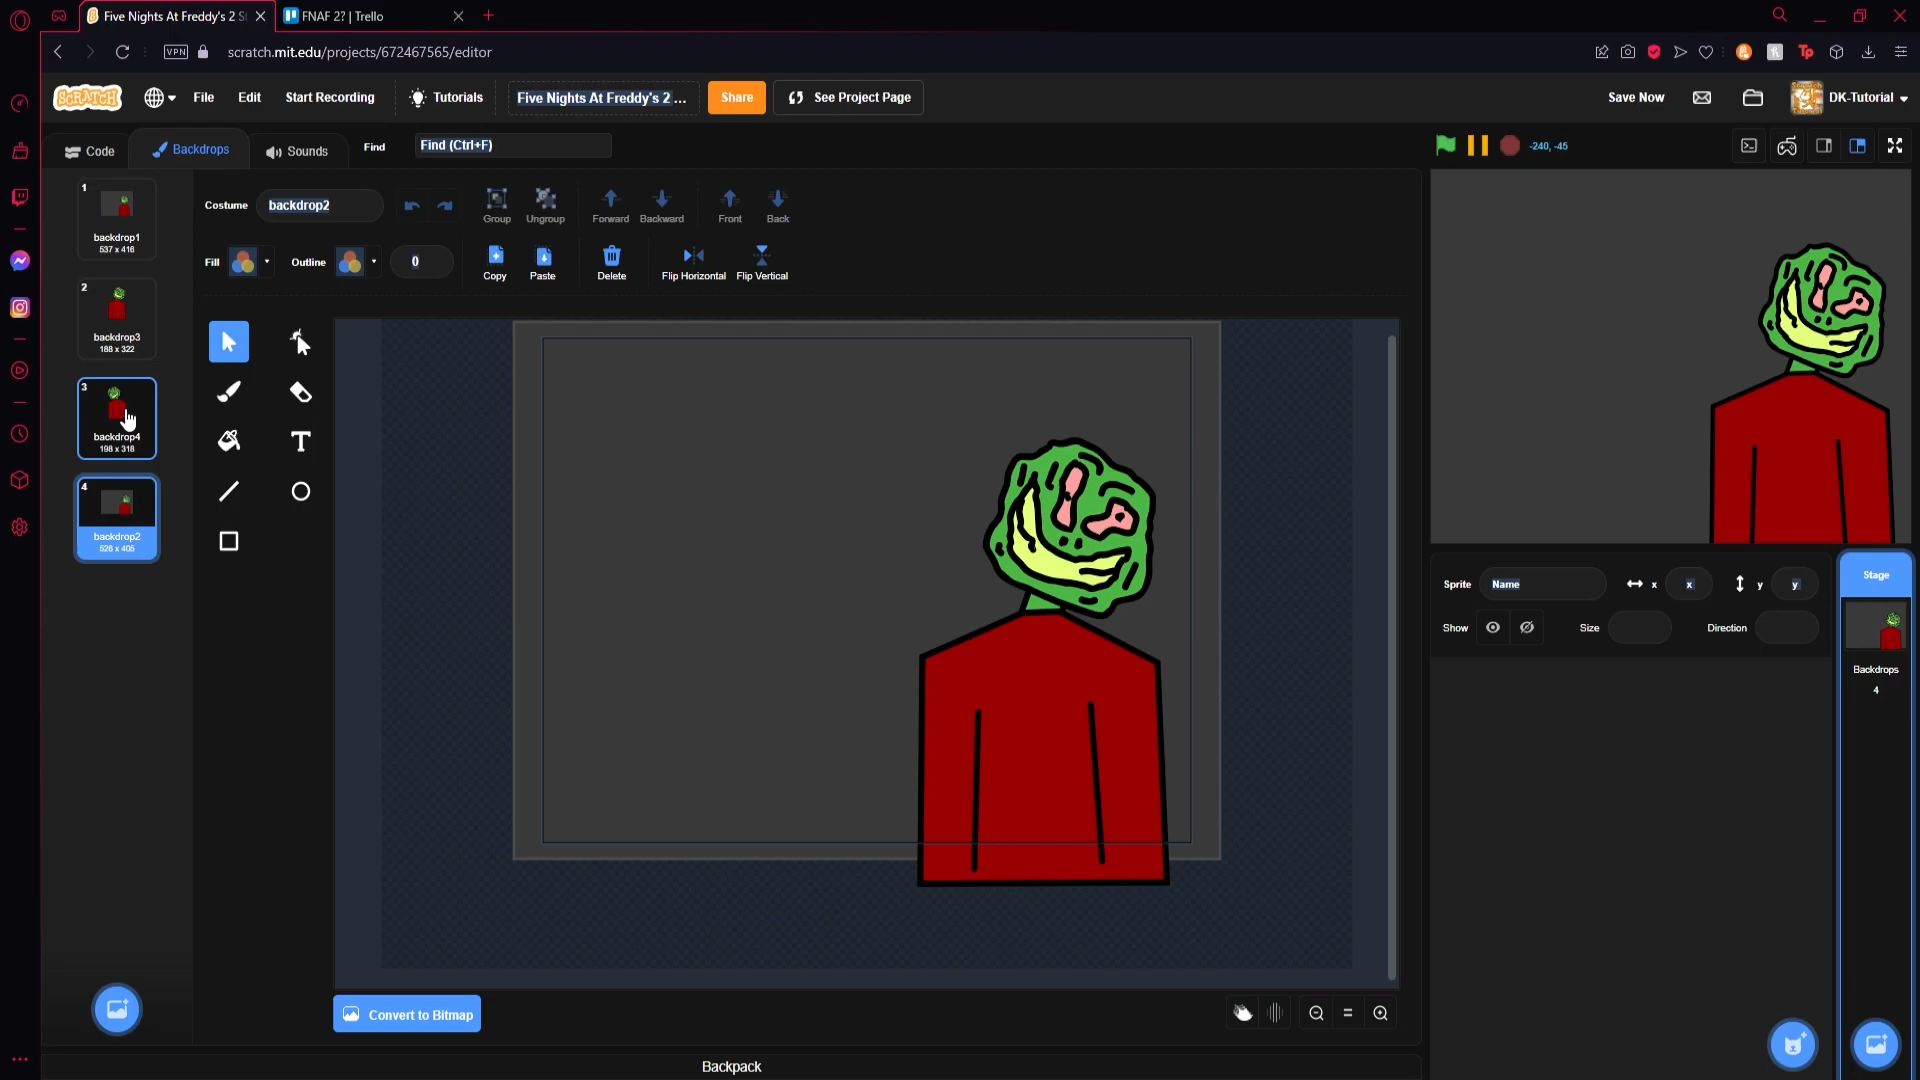 Five Nights At Freddy's 2 S
FNAF 2? | Trello
VPN
scratch.mit.edu/projects/672467565/editor
SCRATCH
File
Edit
Start Recording
Tutorials
Five Nights At Freddy's 2 ...
Share
See Project Page
Save Now
DK-Tutorial
Code
Backdrops
Sounds
Find
Find (Ctrl+F)
-240, -45
1
backdrop1
537 x 416
2
backdrop3
188 x 322
3
backdrop4
198 x 318
4
backdrop2
526 x 405
Costume
backdrop2
Group
Ungroup
Forward
Backward
Front
Back
Fill
Outline
0
Copy
Paste
Delete
Flip Horizontal
Flip Vertical
T
Convert to Bitmap
Backpack
Sprite
Name
x
x
y
y
Show
Size
Direction
Stage
Backdrops
4